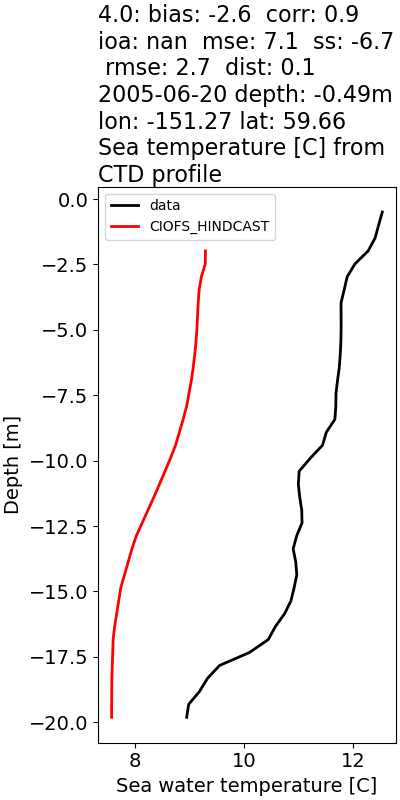 4.0: bias: -2.6  corr: 0.9
ioa: nan  mse: 7.1  ss: -6.7
rmse: 2.7  dist: 0.1
2005-06-20 depth: -0.49m
lon: -151.27 lat: 59.66
Sea temperature [C] from
CTD profile
data
CIOFS_HINDCAST
0.0
−2.5
−5.0
−7.5
−10.0
−12.5
−15.0
−17.5
−20.0
Depth [m]
8 10 12
Sea water temperature [C]